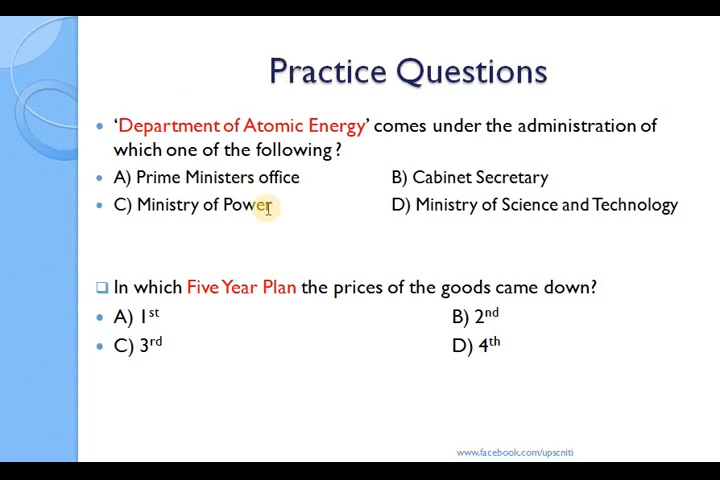 Practice Questions
• ‘Department of Atomic Energy’ comes under the administration of
which one of the following ?
• A) Prime Ministers office B) Cabinet Secretary
• C) Ministry of Power D) Ministry of Science and Technology
❑ In which Five Year Plan the prices of the goods came down?
• A) 1st B) 2nd
• C) 3rd D) 4th
www.facebook.com/upscniti